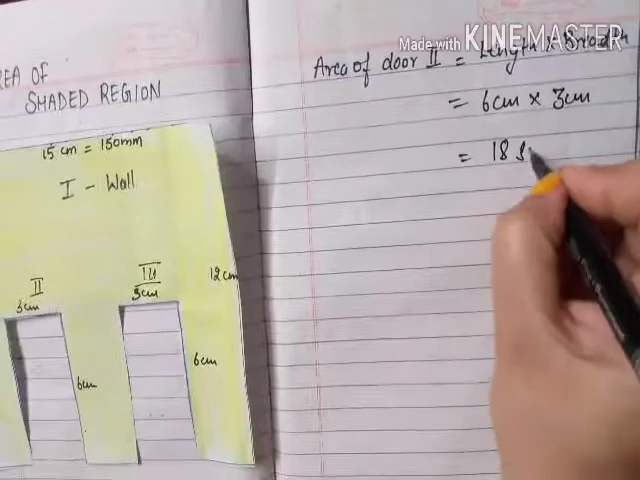 Made with KINEMASTER
AREA OF
SHADED REGION
15 cm = 150mm
I - Wall
II
3cm
III
3cm
12cm
6cm
6cm
Area of door II = Length × Breadth
= 6cm × 3cm
= 18 s